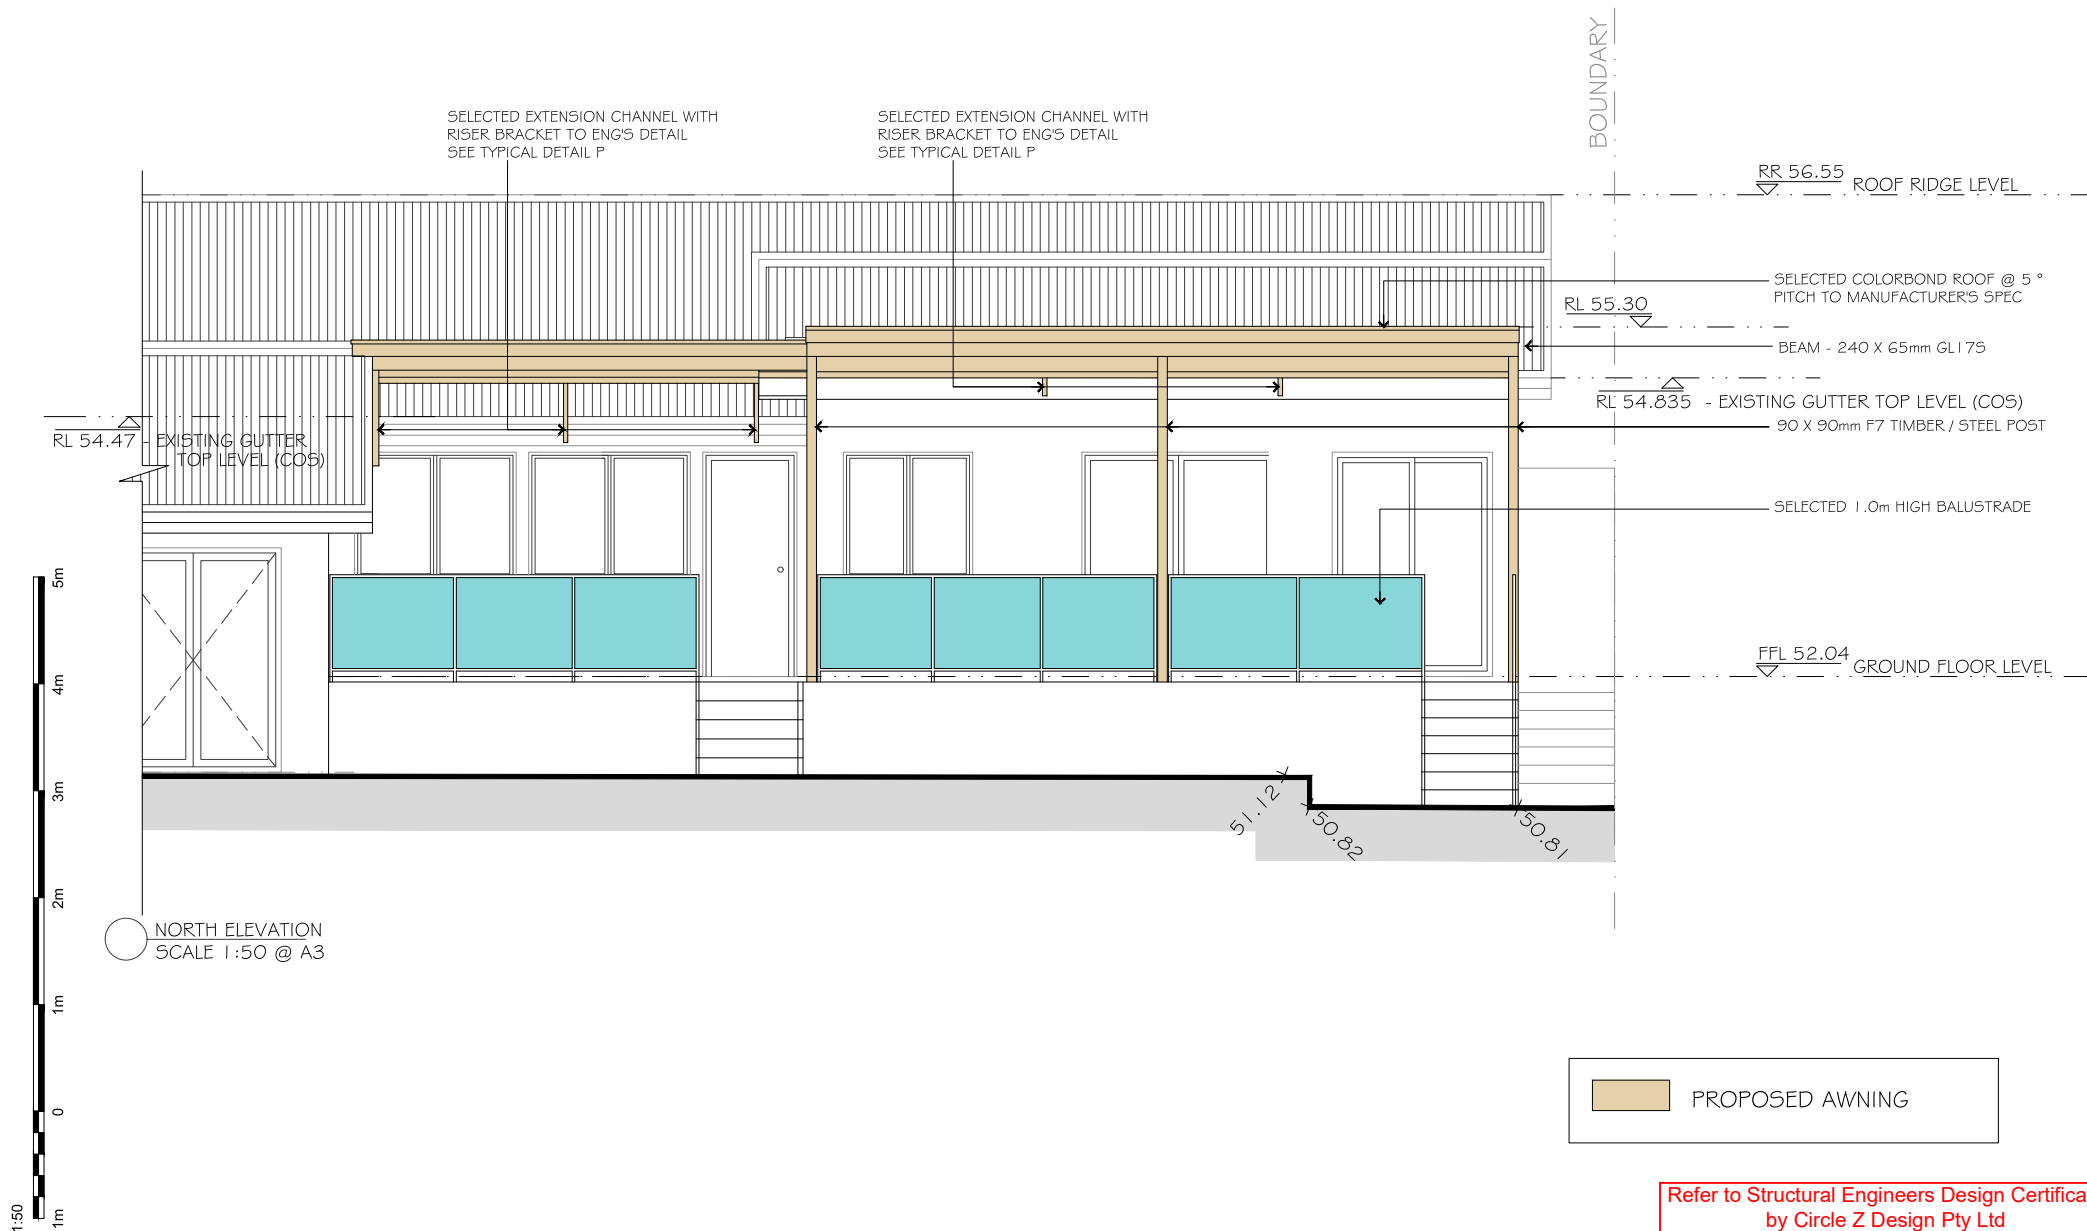 BOUNDARY
SELECTED EXTENSION CHANNEL WITH
RISER BRACKET TO ENG'S DETAIL
SEE TYPICAL DETAIL P
SELECTED EXTENSION CHANNEL WITH
RISER BRACKET TO ENG'S DETAIL
SEE TYPICAL DETAIL P
RR 56.55
ROOF RIDGE LEVEL
SELECTED COLORBOND ROOF @ 5 °
PITCH TO MANUFACTURER'S SPEC
RL 55.30
BEAM - 240 X 65mm GL17S
RL 54.835 - EXISTING GUTTER TOP LEVEL (COS)
90 X 90mm F7 TIMBER / STEEL POST
RL 54.47 - EXISTING GUTTER
TOP LEVEL (COS)
SELECTED 1.0m HIGH BALUSTRADE
FFL 52.04
GROUND FLOOR LEVEL
51.12
50.82
50.81
5m
4m
3m
2m
1m
0
1m
1:50
NORTH ELEVATION
SCALE 1:50 @ A3
PROPOSED AWNING
Refer to Structural Engineers Design Certifica
by Circle Z Design Pty Ltd